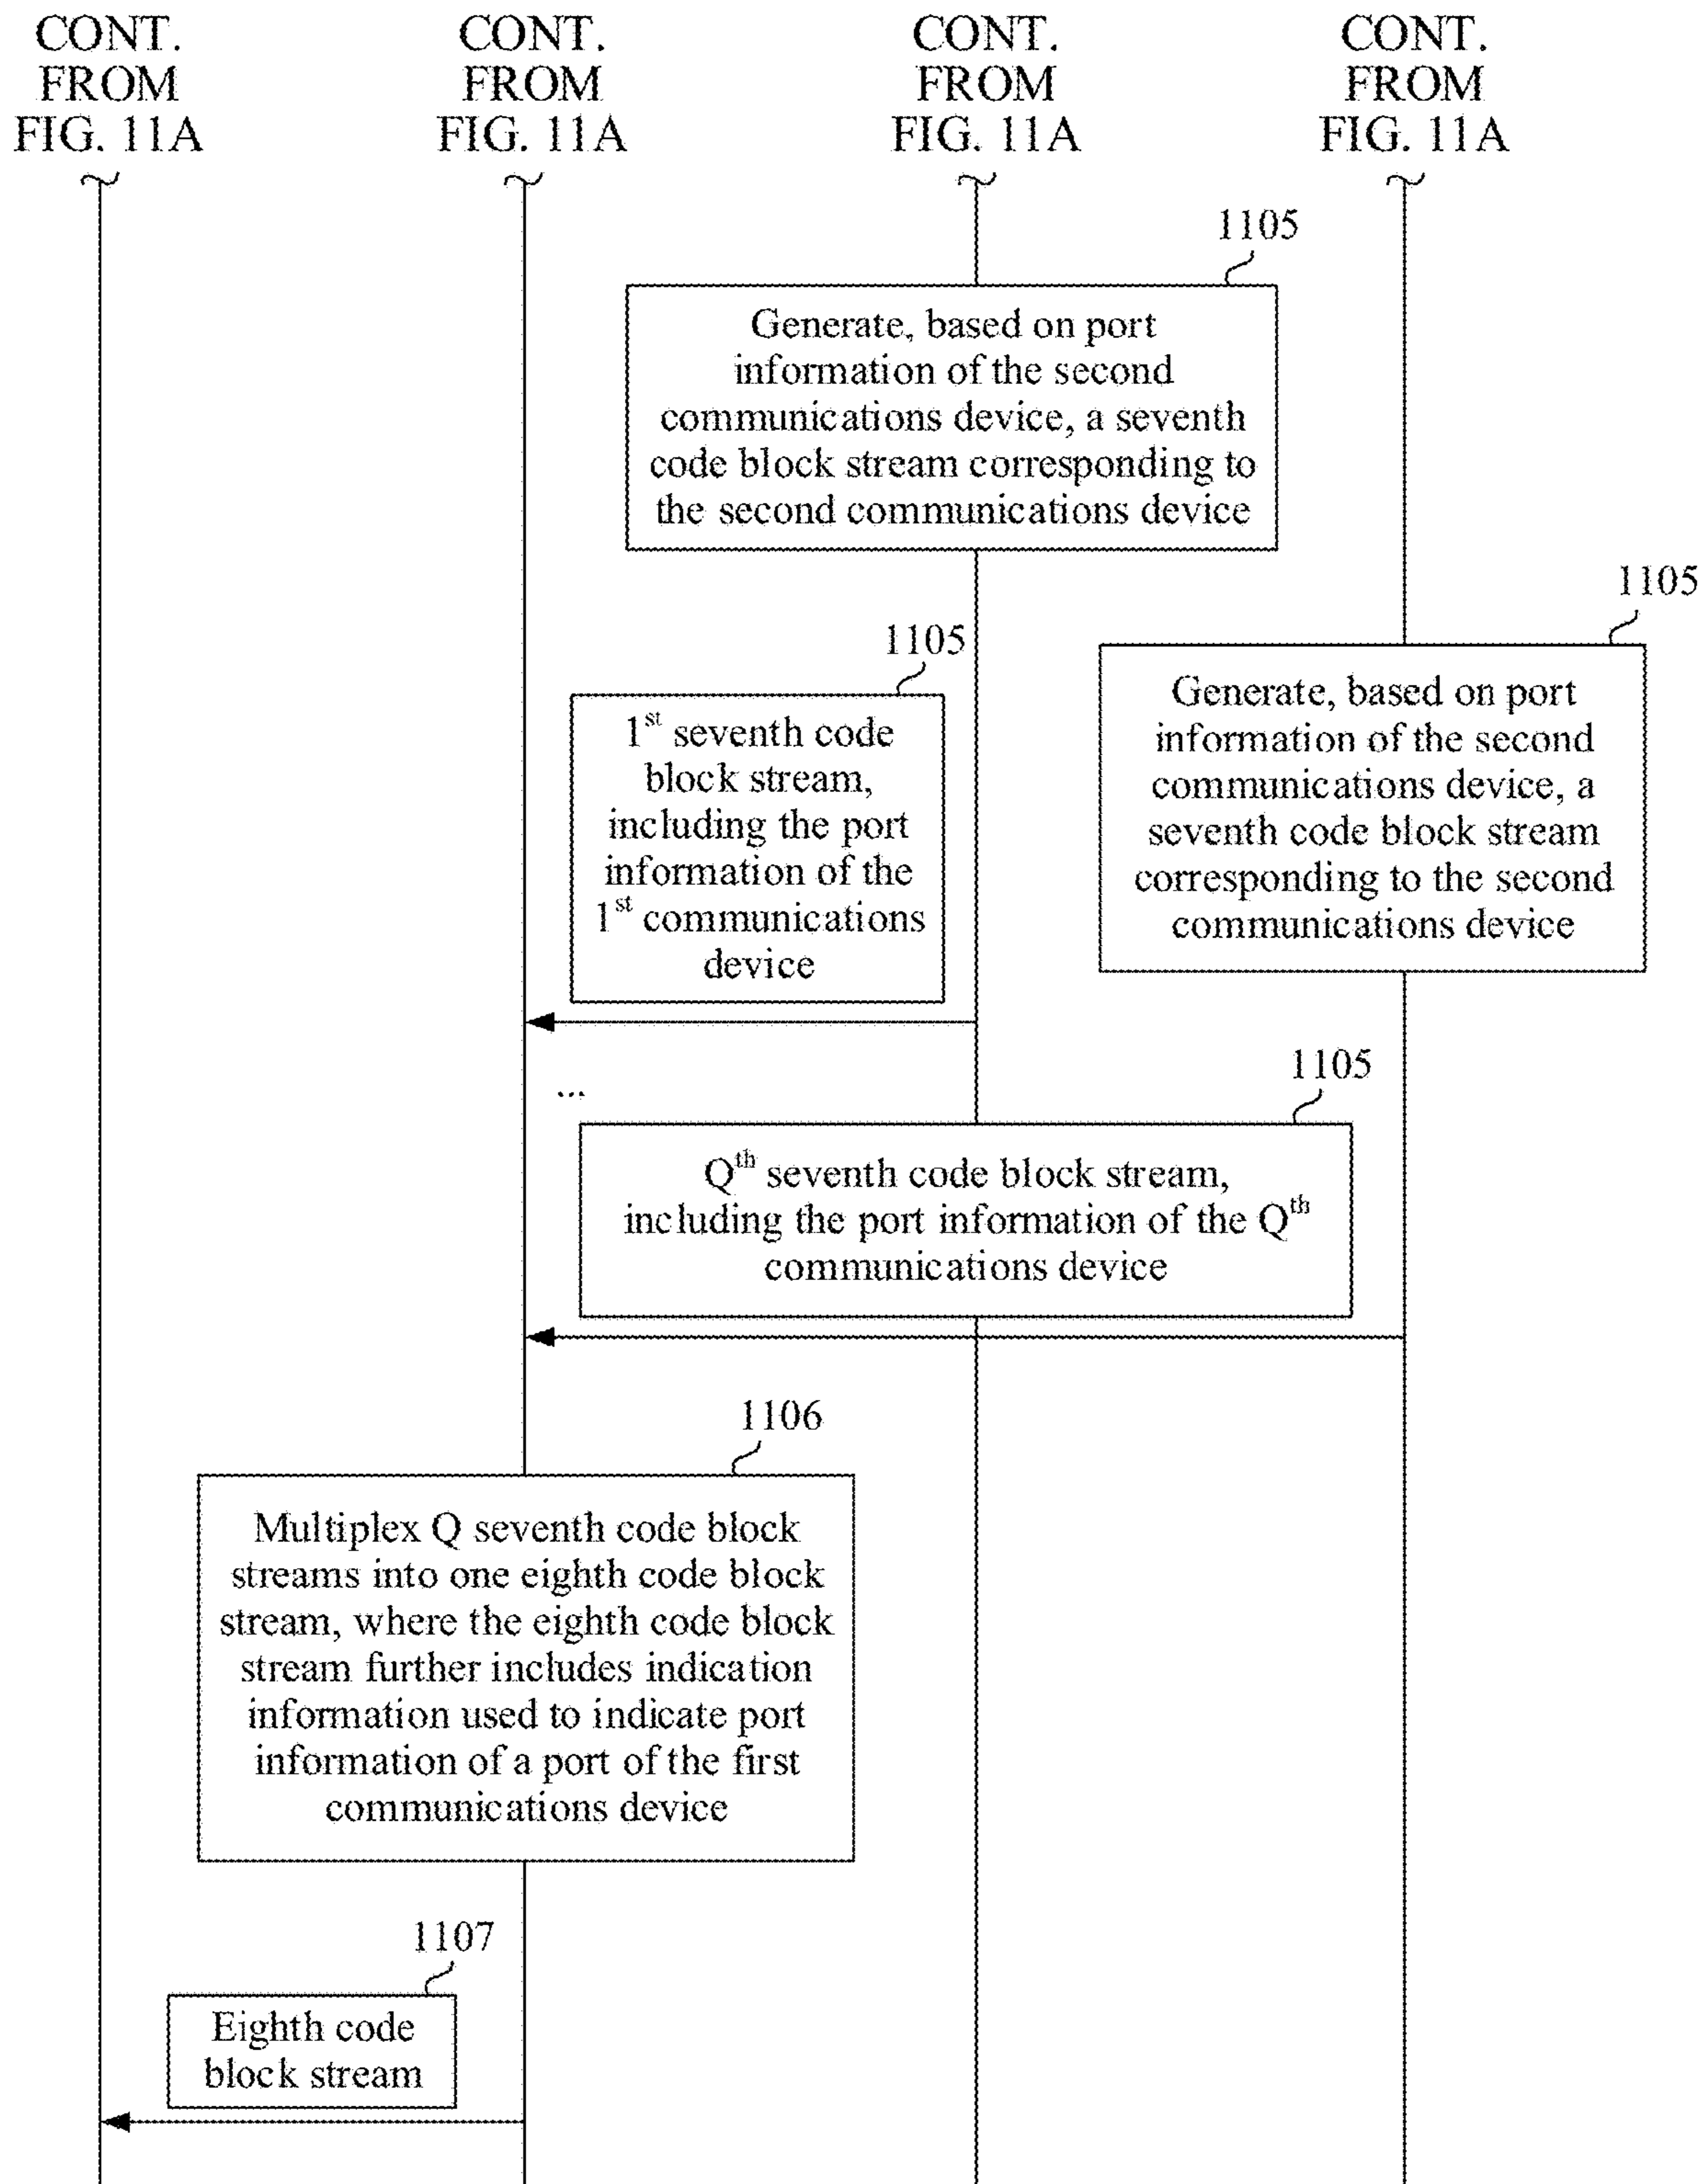 CONT.
FROM
FIG. 11A
CONT.
FROM
FIG. 11A
CONT.
FROM
FIG. 11A
CONT.
FROM
FIG. 11A
1105
Generate, based on port
information of the second
communications device, a seventh
code block stream corresponding to
the second communications device
1105
Generate, based on port
information of the second
communications device, a
seventh code block stream
corresponding to the second
communications device
1105
1st seventh code
block stream,
including the port
information of the
1st communications
device
...
1105
Qth seventh code block stream,
including the port information of the Qth
communications device
1106
Multiplex Q seventh code block
streams into one eighth code block
stream, where the eighth code block
stream further includes indication
information used to indicate port
information of a port of the first
communications device
1107
Eighth code
block stream